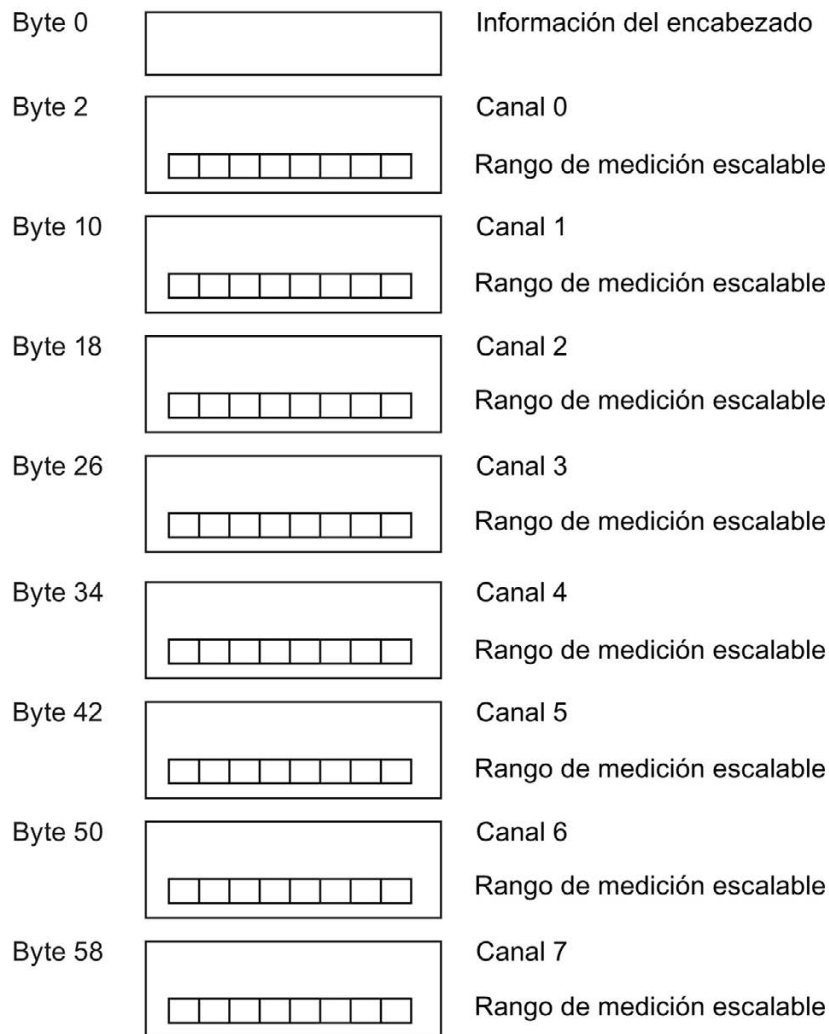 Byte 0 Información del encabezado
Byte 2 Canal 0
Rango de medición escalable
Byte 10 Canal 1
Rango de medición escalable
Byte 18 Canal 2
Rango de medición escalable
Byte 26 Canal 3
Rango de medición escalable
Byte 34 Canal 4
Rango de medición escalable
Byte 42 Canal 5
Rango de medición escalable
Byte 50 Canal 6
Rango de medición escalable
Byte 58 Canal 7
Rango de medición escalable